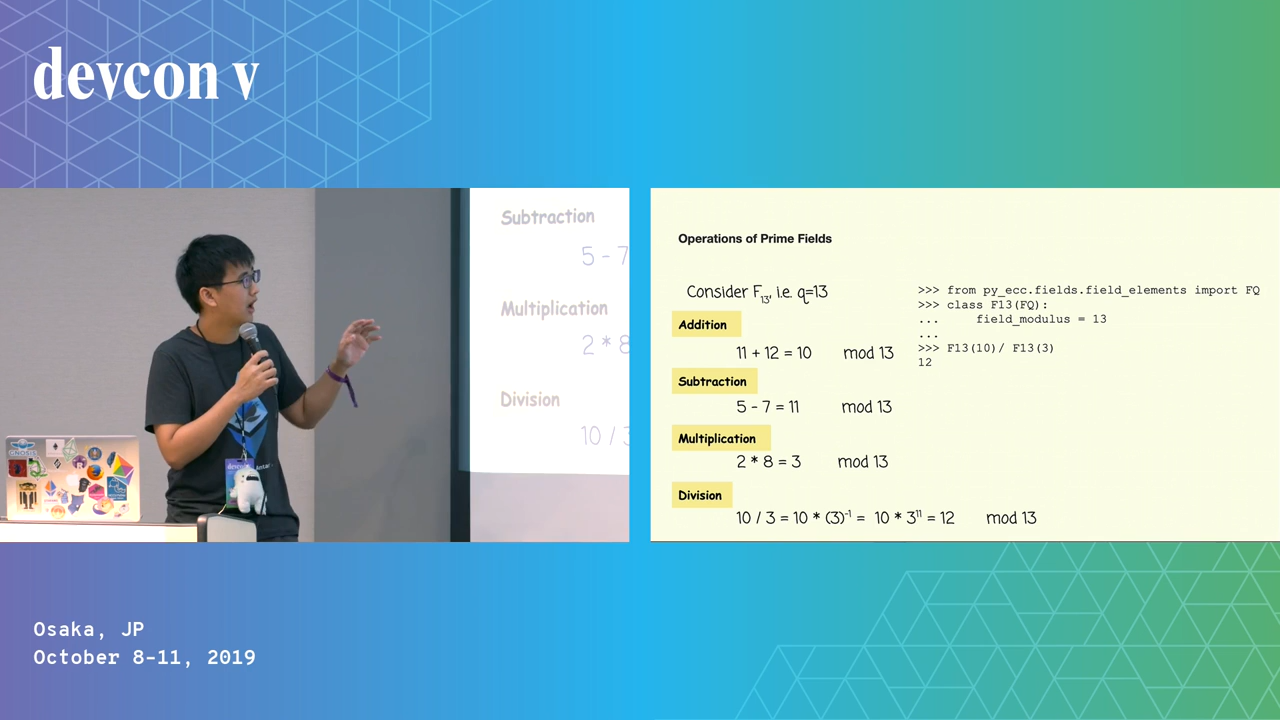 devcon v
Subtraction
5 - 7
Multiplication
2 * 8
Division
10 / 3
Operations of Prime Fields
Consider F13, i.e. q=13
Addition
11 + 12 = 10 mod 13
Subtraction
5 - 7 = 11 mod 13
Multiplication
2 * 8 = 3 mod 13
Division
10 / 3 = 10 * (3)⁻¹ = 10 * 3¹¹ = 12 mod 13
>>> from py_ecc.fields.field_elements import FQ
>>> class F13(FQ):
... field_modulus = 13
...
>>> F13(10)/ F13(3)
12
Osaka, JP
October 8-11, 2019